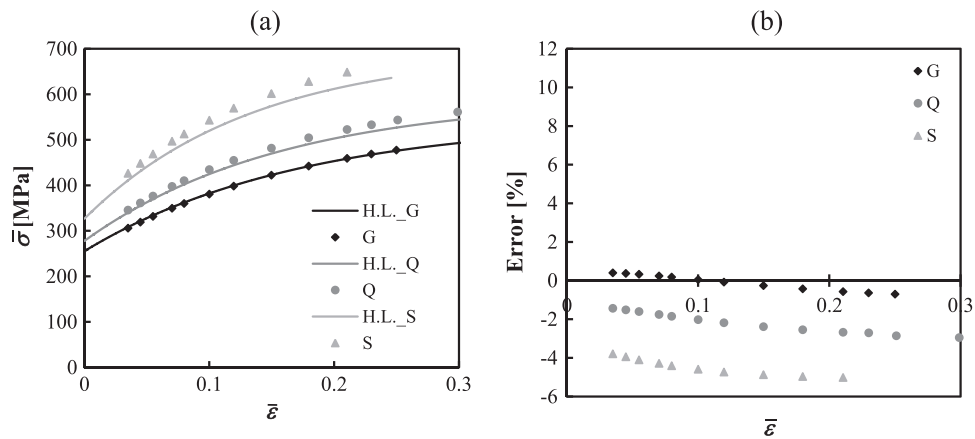 (a)
700
600
500
400
300
200
100
0
0
0.1
0.2
0.3
σ̅ [MPa]
ε̅
H.L._G
G
H.L._Q
Q
H.L._S
S
(b)
12
10
8
6
4
2
0
-2
-4
-6
0
0.1
0.2
0.3
Error [%]
ε̅
G
Q
S